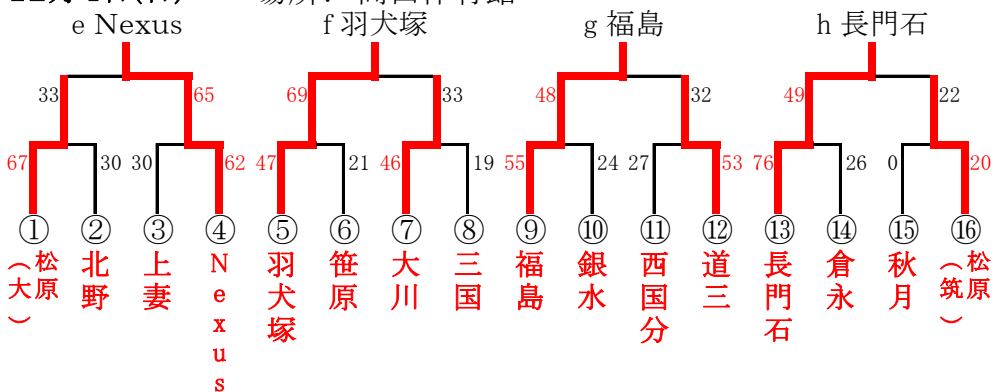 e Nexus f 羽犬塚 g 福島 h 長門石
33 65 69 33 48 32 49 22
67 30 30 62 47 21 46 19 55 24 27 53 76 26 0 20
① ② ③ ④ ⑤ ⑥ ⑦ ⑧ ⑨ ⑩ ⑪ ⑫ ⑬ ⑭ ⑮ ⑯
松原（大）
北野
上妻
Nexus
羽犬塚
笹原
大川
三国
福島
銀水
西国分
道三
長門石
倉永
秋月
松原（筑）